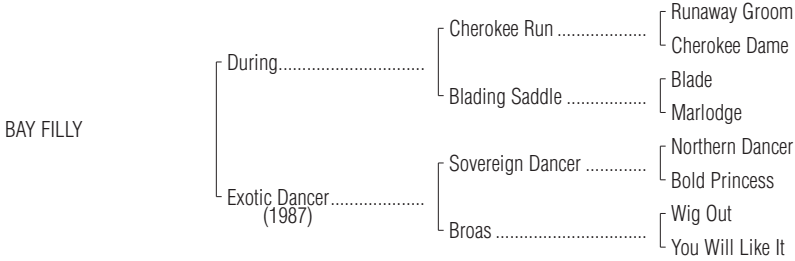 Runaway Groom
Cherokee Run ...................
Cherokee Dame
During...............................
Blade
Blading Saddle .................
Marlodge
BAY FILLY
Northern Dancer
Sovereign Dancer .............
Bold Princess
Exotic Dancer....................
(1987)
Wig Out
Broas ................................
You Will Like It